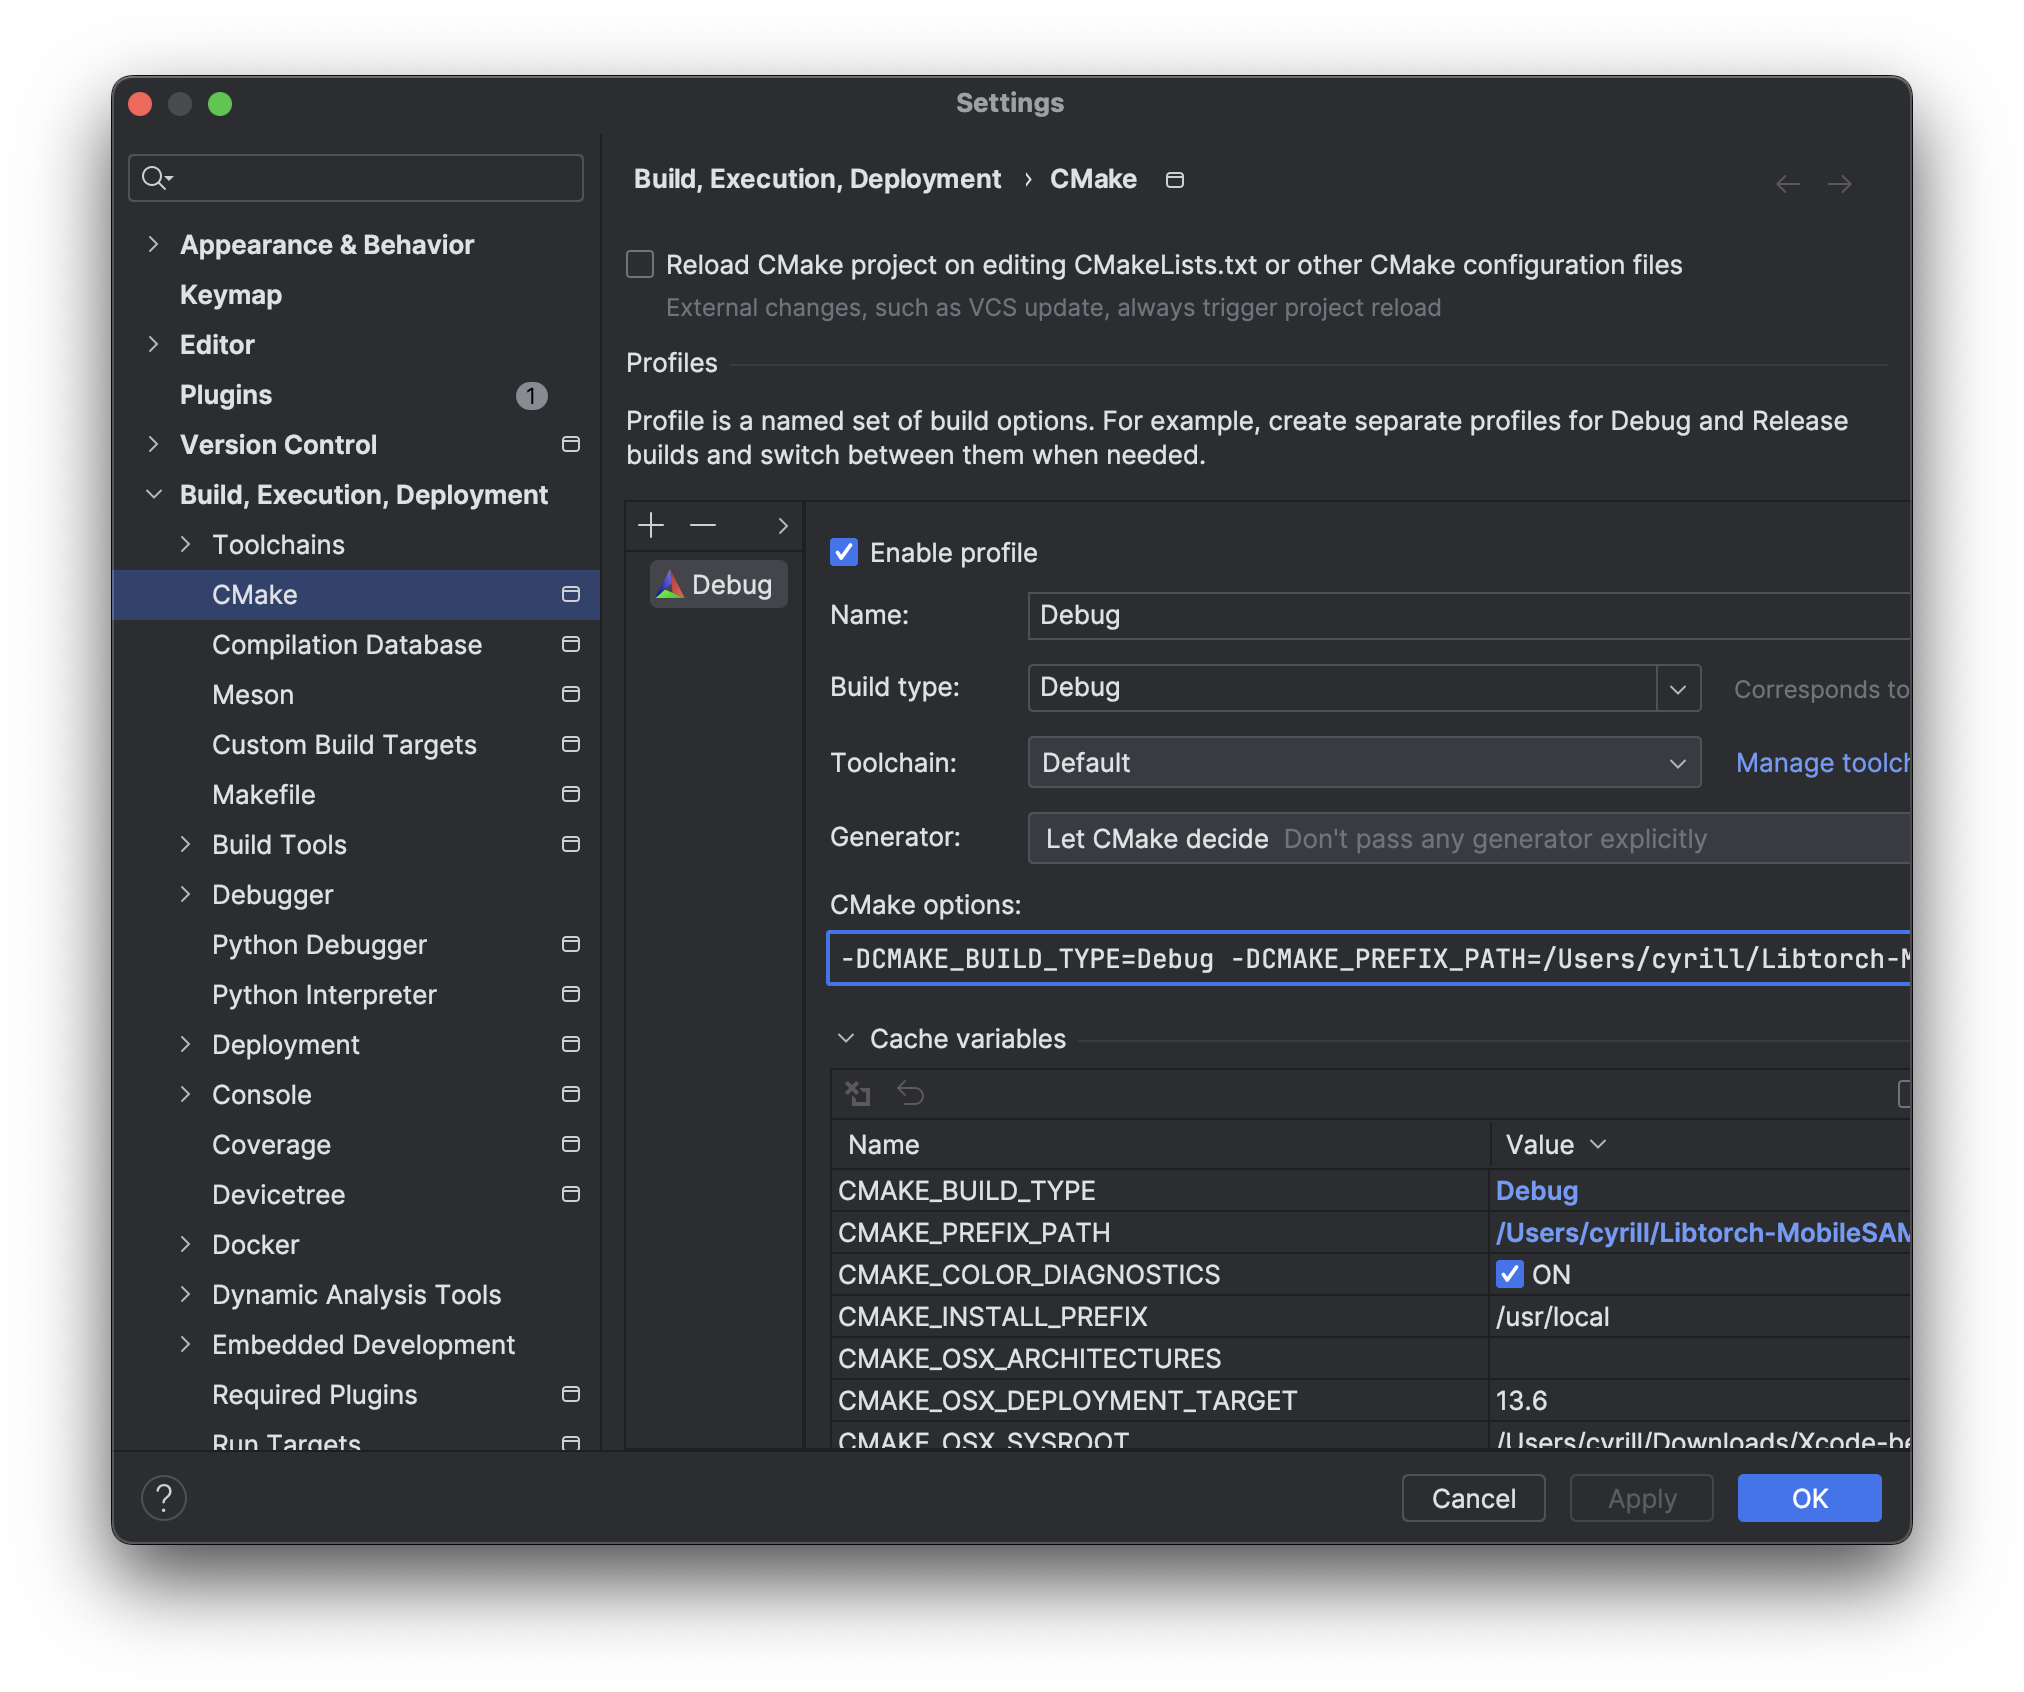 Settings
Appearance & Behavior
Keymap
Editor
Plugins 1
Version Control
Build, Execution, Deployment
Toolchains
CMake
Compilation Database
Meson
Custom Build Targets
Makefile
Build Tools
Debugger
Python Debugger
Python Interpreter
Deployment
Console
Coverage
Devicetree
Docker
Dynamic Analysis Tools
Embedded Development
Required Plugins
Run Targets
Build, Execution, Deployment › CMake
Reload CMake project on editing CMakeLists.txt or other CMake configuration files
External changes, such as VCS update, always trigger project reload
Profiles
Profile is a named set of build options. For example, create separate profiles for Debug and Release
builds and switch between them when needed.
Debug
Enable profile
Name: Debug
Build type: Debug Corresponds to
Toolchain: Default Manage toolch
Generator: Let CMake decide Don't pass any generator explicitly
CMake options:
-DCMAKE_BUILD_TYPE=Debug -DCMAKE_PREFIX_PATH=/Users/cyrill/Libtorch-M
Cache variables
Name Value
CMAKE_BUILD_TYPE Debug
CMAKE_PREFIX_PATH /Users/cyrill/Libtorch-MobileSAM
CMAKE_COLOR_DIAGNOSTICS ON
CMAKE_INSTALL_PREFIX /usr/local
CMAKE_OSX_ARCHITECTURES
CMAKE_OSX_DEPLOYMENT_TARGET 13.6
CMAKE_OSX_SYSROOT /Users/cyrill/Downloads/Xcode-be
?
Cancel
Apply
OK